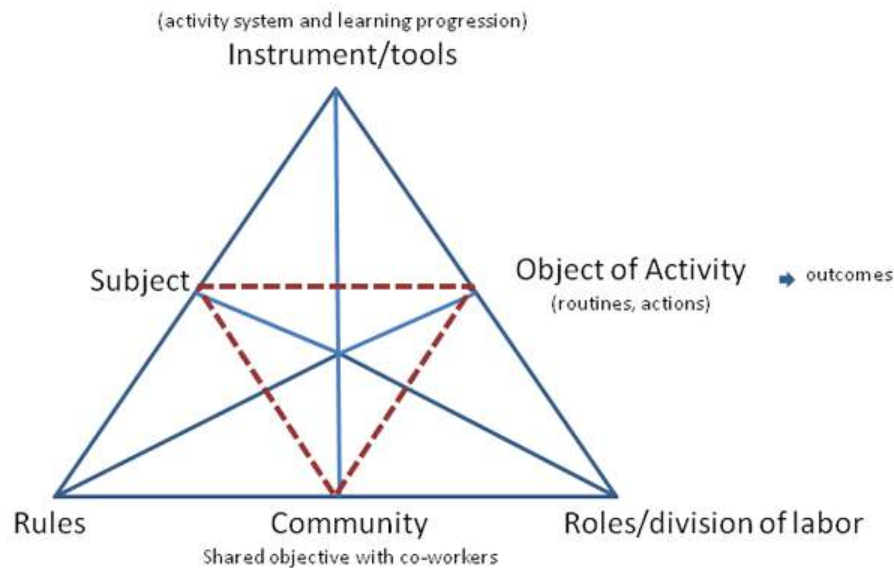 (activity system and learning progression)
Instrument/tools
Subject
Object of Activity
(routines, actions)
outcomes
Rules
Community
Roles/division of labor
Shared objective with co-workers